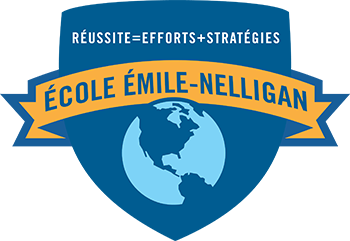 RÉUSSITE=EFFORTS+STRATÉGIES
ÉCOLE ÉMILE-NELLIGAN